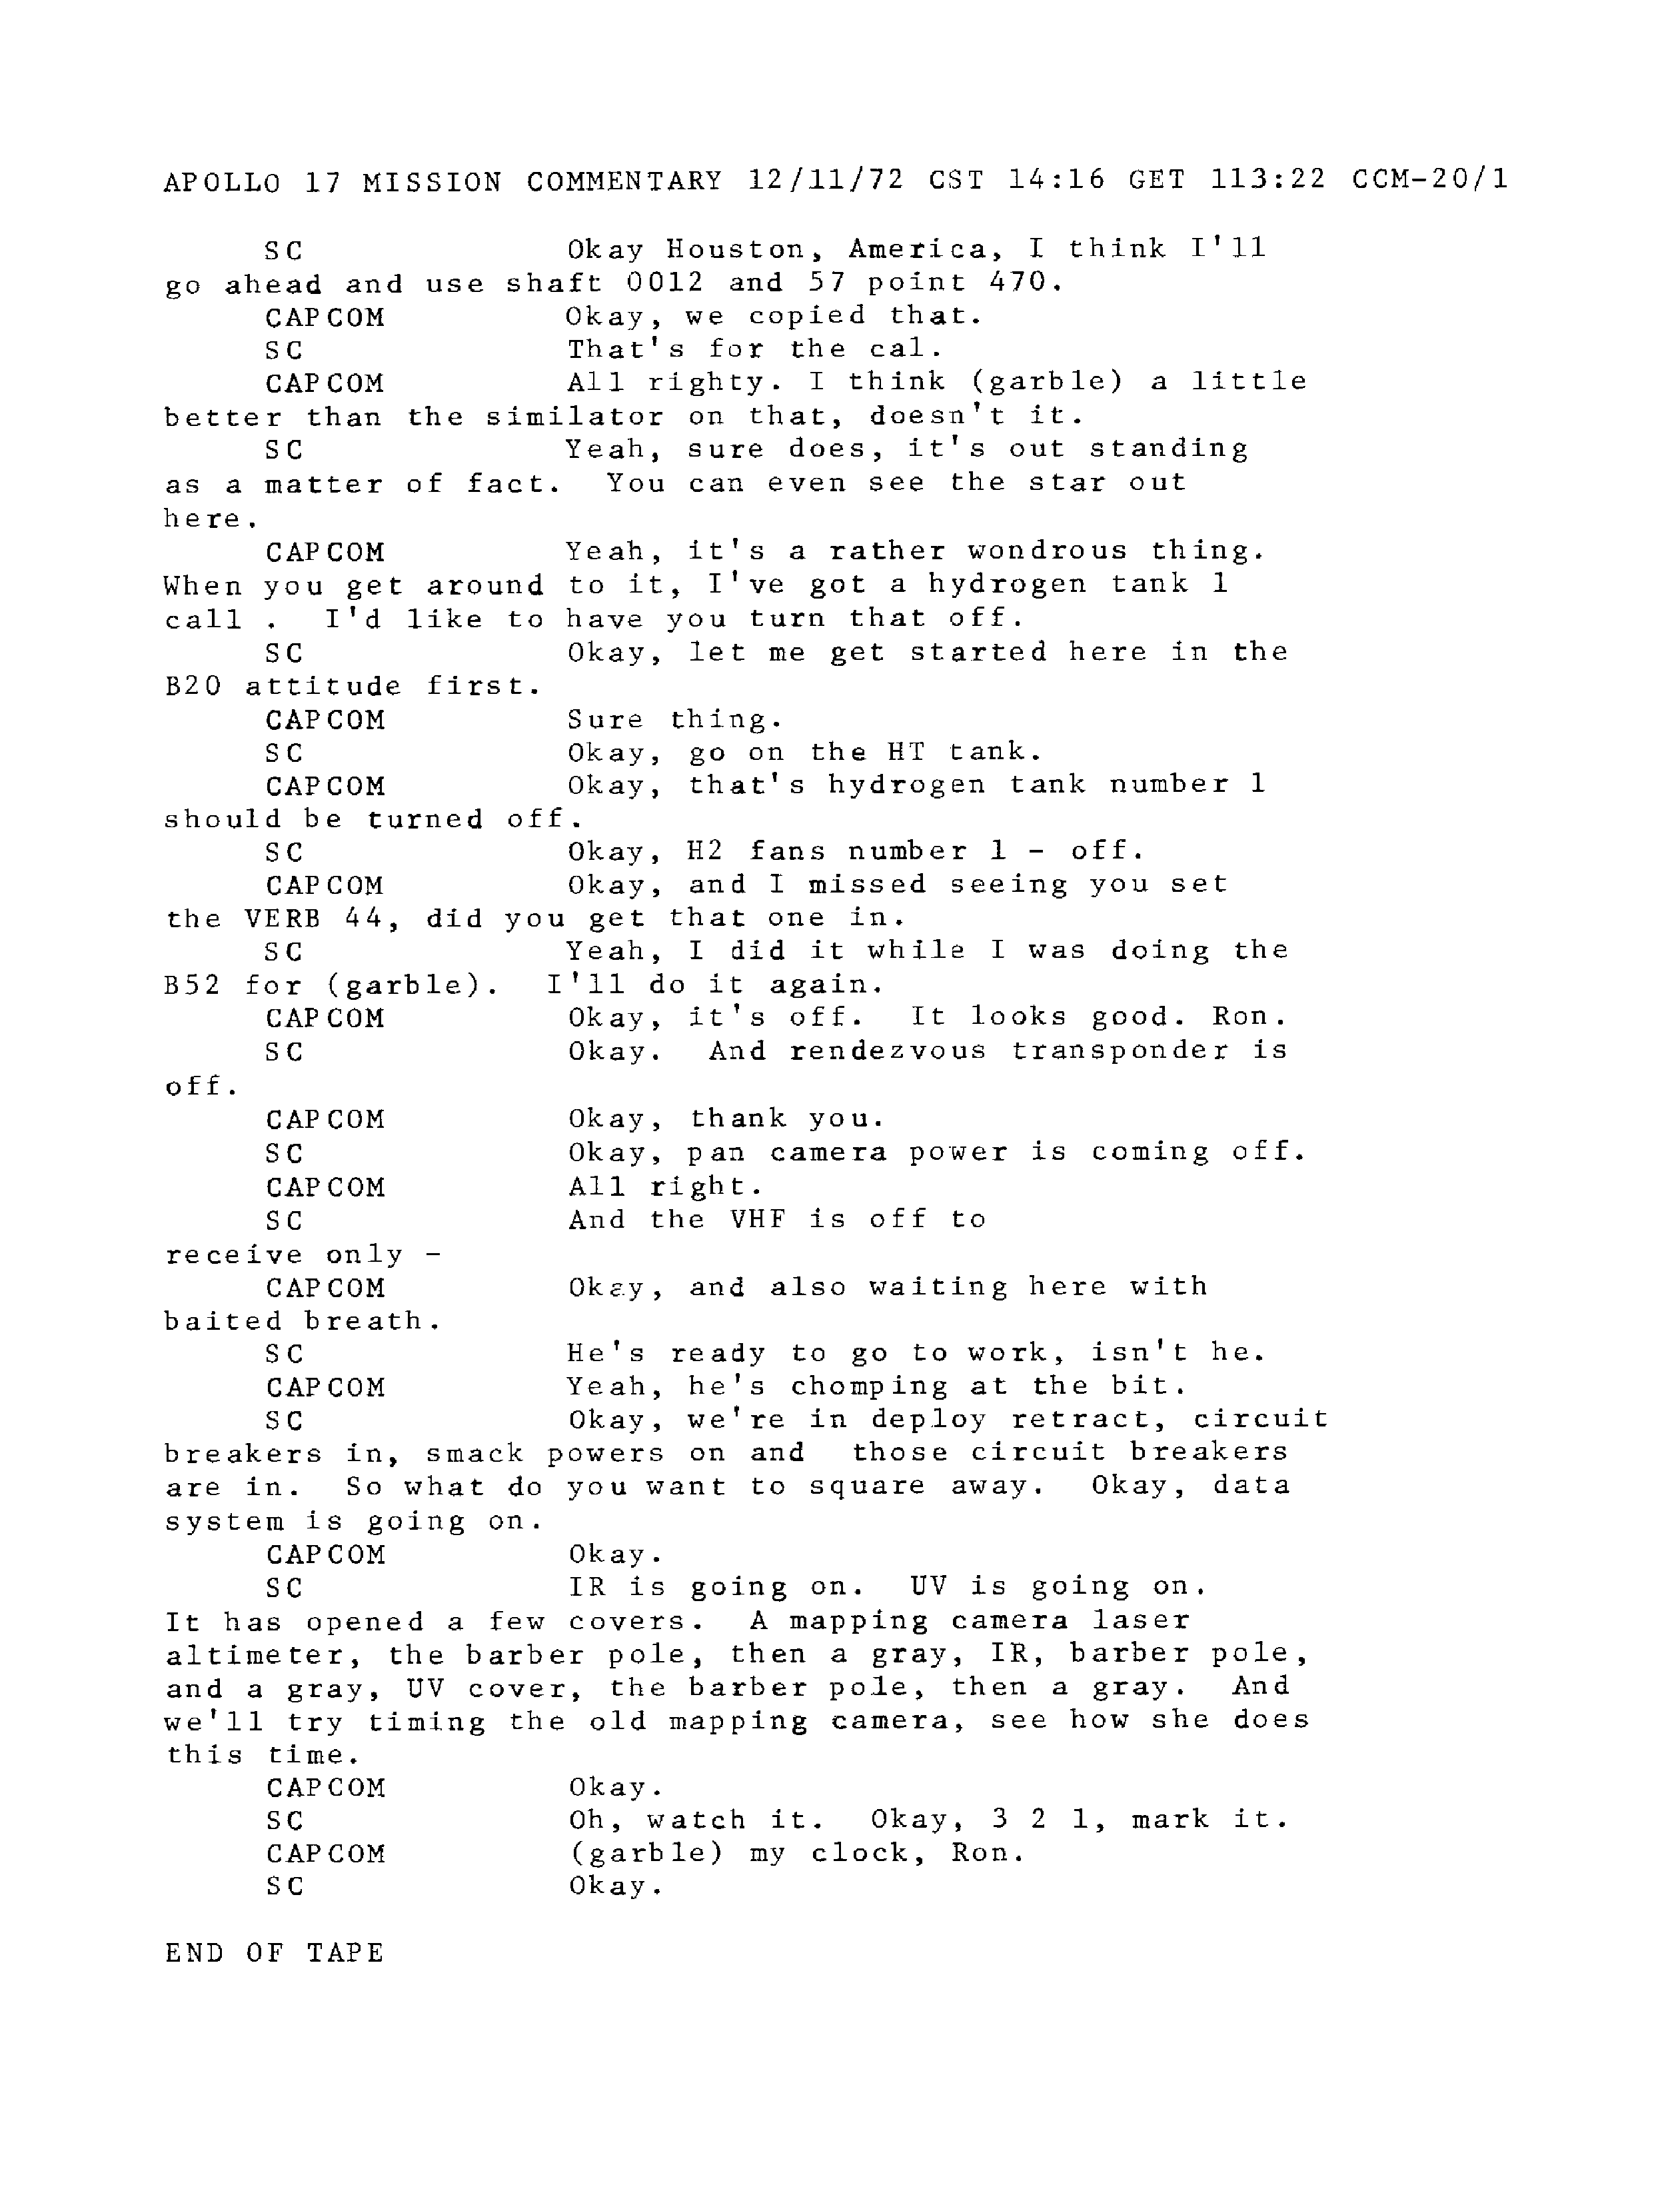 APOLLO 17 MISSION COMMENTARY 12/11/72 CST 14:16 GET 113:22 CCM-20/1
SC Okay Houston, America, I think I'll
go ahead and use shaft 0012 and 57 point 470.
CAPCOM Okay, we copied that.
SC That's for the cal.
CAPCOM All righty. I think (garble) a little
better than the similator on that, doesn't it.
SC Yeah, sure does, it's out standing
as a matter of fact. You can even see the star out
here.
CAPCOM Yeah, it's a rather wondrous thing.
When you get around to it, I've got a hydrogen tank 1
call . I'd like to have you turn that off.
SC Okay, let me get started here in the
B20 attitude first.
CAPCOM Sure thing.
SC Okay, go on the HT tank.
CAPCOM Okay, that's hydrogen tank number 1
should be turned off.
SC Okay, H2 fans number 1 - off.
CAPCOM Okay, and I missed seeing you set
the VERB 44, did you get that one in.
SC Yeah, I did it while I was doing the
B52 for (garble). I'll do it again.
CAPCOM Okay, it's off. It looks good. Ron.
SC Okay. And rendezvous transponder is
off.
CAPCOM Okay, thank you.
SC Okay, pan camera power is coming off.
CAPCOM All right.
SC And the VHF is off to
receive only -
CAPCOM Okay, and also waiting here with
baited breath.
SC He's ready to go to work, isn't he.
CAPCOM Yeah, he's chomping at the bit.
SC Okay, we're in deploy retract, circuit
breakers in, smack powers on and those circuit breakers
are in. So what do you want to square away. Okay, data
system is going on.
CAPCOM Okay.
SC IR is going on. UV is going on.
It has opened a few covers. A mapping camera laser
altimeter, the barber pole, then a gray, IR, barber pole,
and a gray, UV cover, the barber pole, then a gray. And
we'll try timing the old mapping camera, see how she does
this time.
CAPCOM Okay.
SC Oh, watch it. Okay, 3 2 1, mark it.
CAPCOM (garble) my clock, Ron.
SC Okay.
END OF TAPE